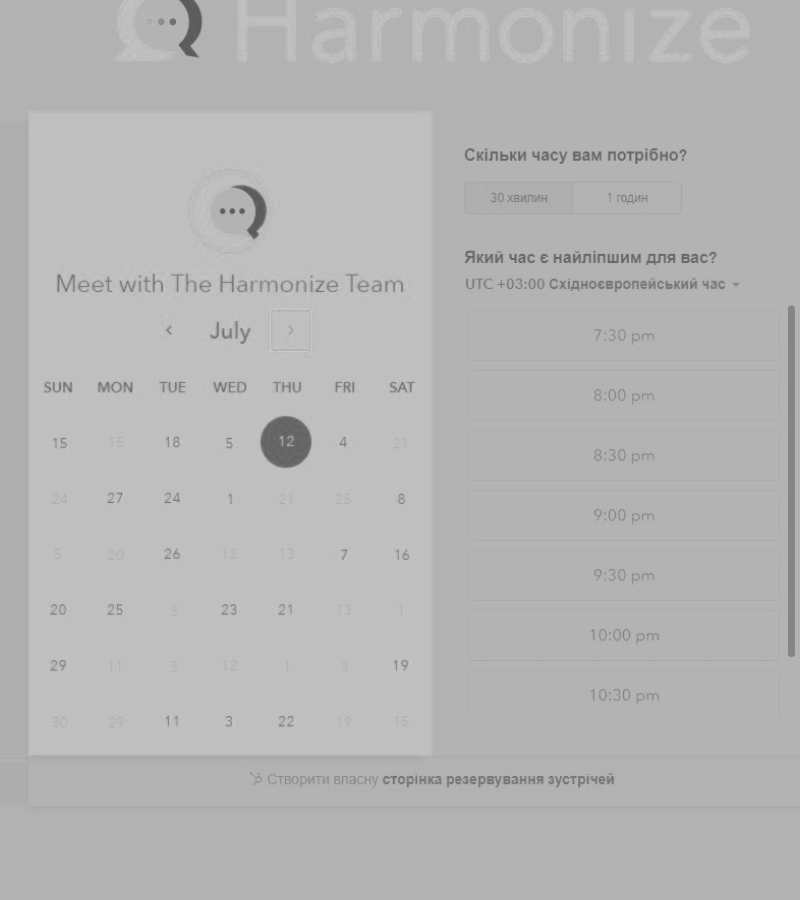 Harmonize
Meet with The Harmonize Team
July
SUN MON TUE WED THU FRI SAT
15 15 18 5 12 4 21
24 27 24 1 21 25 8
5 20 26 12 13 7 16
20 25 3 23 21 13 1
29 11 3 12 1 3 19
30 29 11 3 22 19 15
Скільки часу вам потрібно?
30 хвилин 1 годин
Який час є найліпшим для вас?
UTC +03:00 Східноєвропейський час
7:30 pm
8:00 pm
8:30 pm
9:00 pm
9:30 pm
10:00 pm
10:30 pm
Створити власну сторінка резервування зустрічей